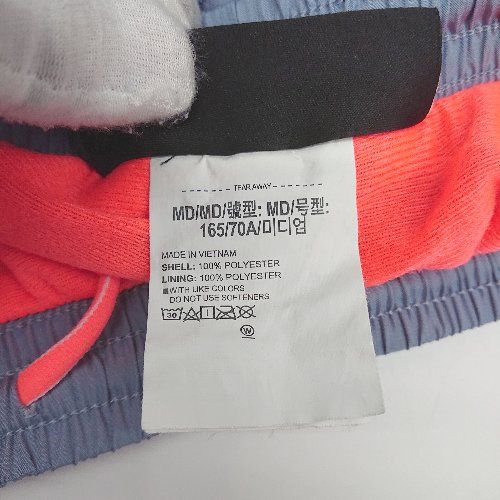 TEAR AWAY
MD/MD/號型: MD/号型:
165/70A/미디엄
MADE IN VIETNAM
SHELL: 100% POLYESTER
LINING: 100% POLYESTER
WITH LIKE COLORS
DO NOT USE SOFTENERS
30
W